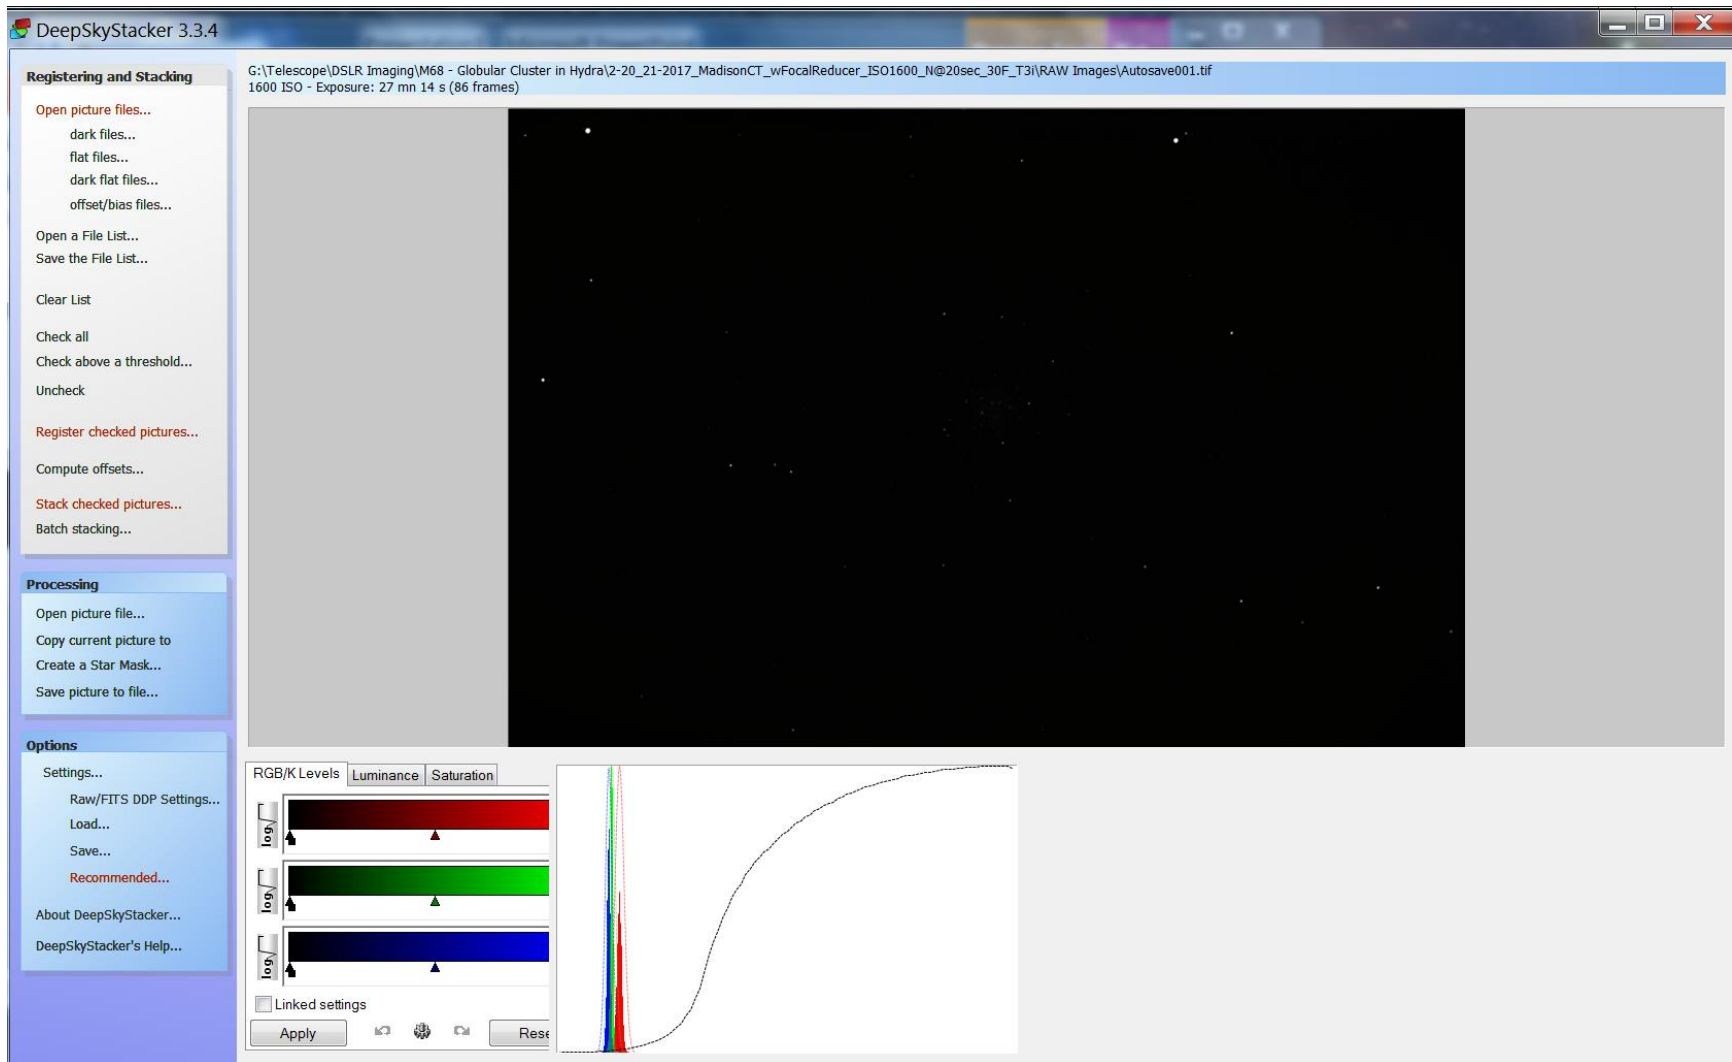 DeepSkyStacker 3.3.4
Registering and Stacking
Open picture files...
dark files...
flat files...
dark flat files...
offset/bias files...
Open a File List...
Save the File List...
Clear List
Check all
Check above a threshold...
Uncheck
Register checked pictures...
Compute offsets...
Stack checked pictures...
Batch stacking...
Processing
Open picture file...
Copy current picture to
Create a Star Mask...
Save picture to file...
Options
Settings...
Raw/FITS DDP Settings...
Load...
Save...
Recommended...
About DeepSkyStacker...
DeepSkyStacker's Help...
G:\Telescope\DSLR Imaging\M68 - Globular Cluster in Hydra\2-20_21-2017_MadisonCT_wFocalReducer_ISO1600_N@20sec_30F_T3i\RAW Images\Autosave001.tif
1600 ISO - Exposure: 27 mn 14 s (86 frames)
RGB/K Levels Luminance Saturation
log
log
log
Linked settings
Apply Rese